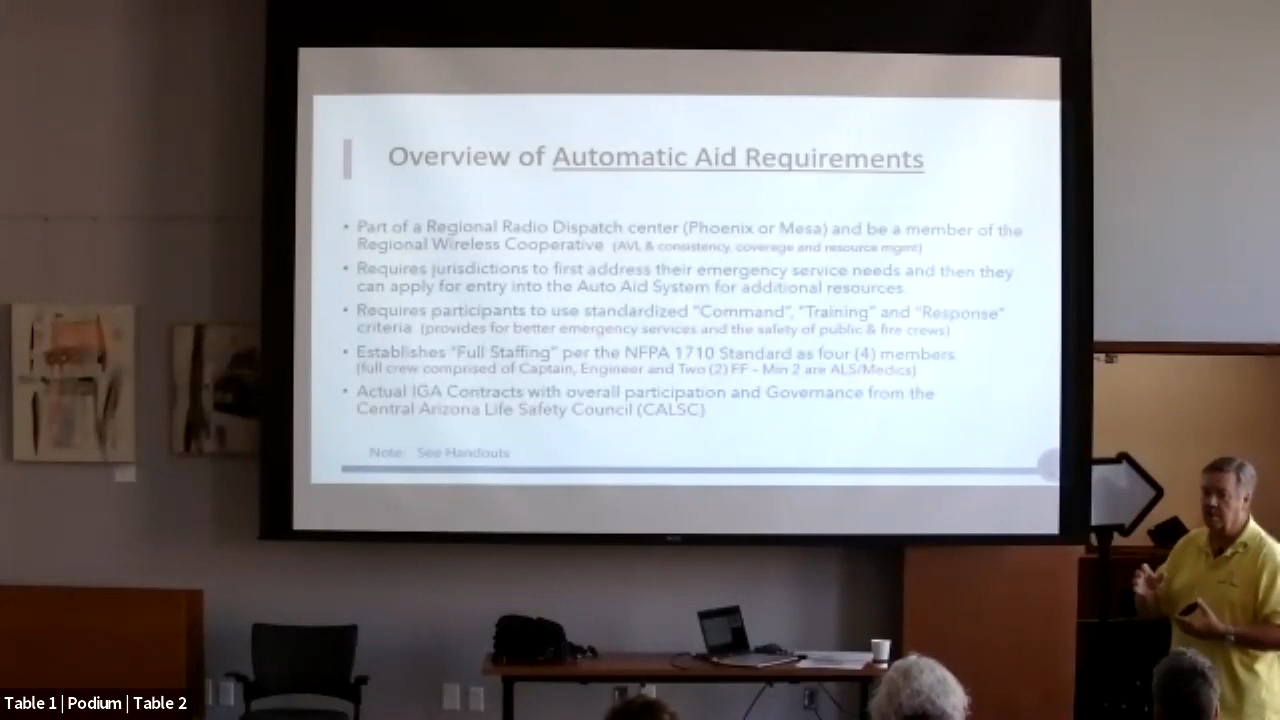 Overview of Automatic Aid Requirements
• Part of a Regional Radio Dispatch center (Phoenix or Mesa) and be a member of the
Regional Wireless Cooperative (AVL & consistency, coverage and resource mgmt)
• Requires jurisdictions to first address their emergency service needs and then they
can apply for entry into the Auto Aid System for additional resources.
• Requires participants to use standardized "Command", "Training" and "Response"
criteria (provides for better emergency services and the safety of public & fire crews)
• Establishes "Full Staffing" per the NFPA 1710 Standard as four (4) members.
(full crew comprised of Captain, Engineer and Two (2) FF – Min 2 are ALS/Medics)
• Actual IGA Contracts with overall participation and Governance from the
Central Arizona Life Safety Council (CALSC)
Note: See Handouts
Table 1 | Podium | Table 2